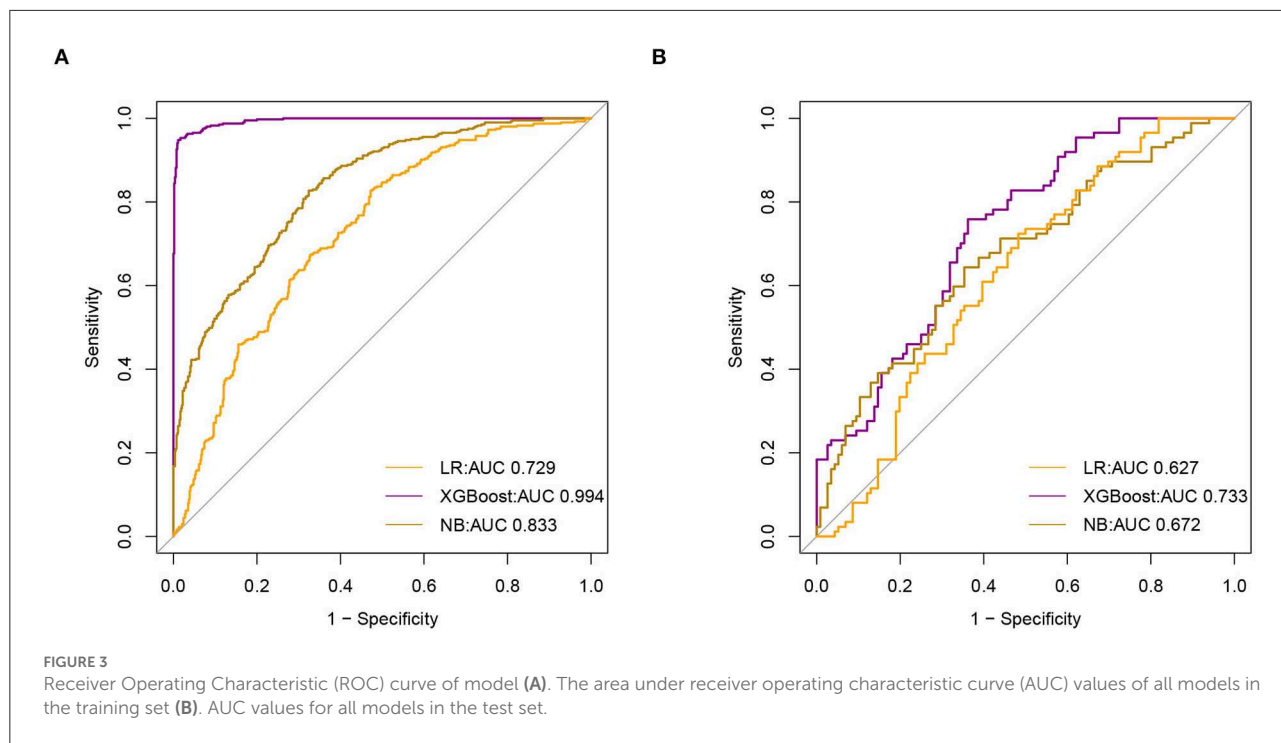 A
B
1.0
0.8
0.6
0.4
0.2
0.0
Sensitivity
LR:AUC 0.729
XGBoost:AUC 0.994
NB:AUC 0.833
0.0 0.2 0.4 0.6 0.8 1.0
1 − Specificity
1.0
0.8
0.6
0.4
0.2
0.0
Sensitivity
LR:AUC 0.627
XGBoost:AUC 0.733
NB:AUC 0.672
0.0 0.2 0.4 0.6 0.8 1.0
1 − Specificity
FIGURE 3
Receiver Operating Characteristic (ROC) curve of model (A). The area under receiver operating characteristic curve (AUC) values of all models in
the training set (B). AUC values for all models in the test set.